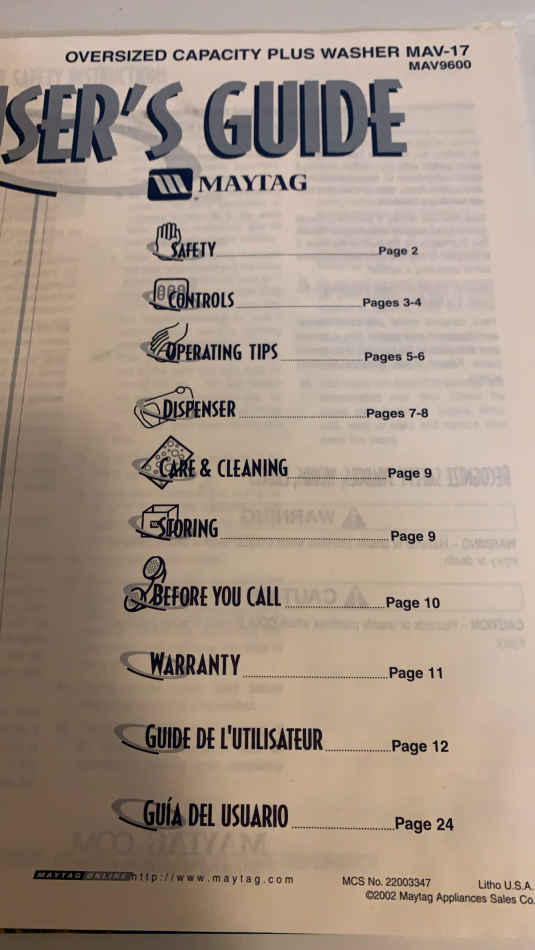 OVERSIZED CAPACITY PLUS WASHER MAV-17
MAV9600
SER'S GUIDE
MAYTAG
SAFETY Page 2
CONTROLS Pages 3-4
OPERATING TIPS Pages 5-6
DISPENSER Pages 7-8
CARE & CLEANING Page 9
STORING Page 9
BEFORE YOU CALL Page 10
WARRANTY Page 11
GUIDE DE L'UTILISATEUR Page 12
GUÍA DEL USUARIO Page 24
MAYTAG ONLINE http://www.maytag.com
MCS No. 22003347 Litho U.S.A.
©2002 Maytag Appliances Sales Co.